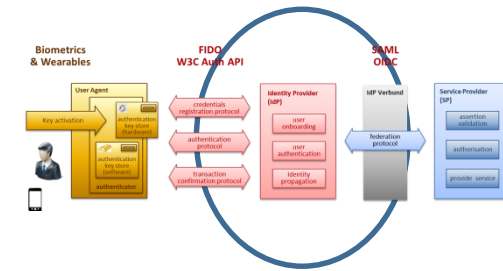 Biometrics
& Wearables
FIDO
W3C Auth API
SAML
OIDC
User Agent
Key activation
authentication
key store
(hardware)
authentication
key store
(software)
authenticator
credentials
registration protocol
authentication
protocol
transaction
confirmation protocol
Identity Provider
(IdP)
user
onboarding
user
authentication
Identity
propagation
IdP Verbund
federation
protocol
Service Provider
(SP)
assertion
validation
authorisation
provide service